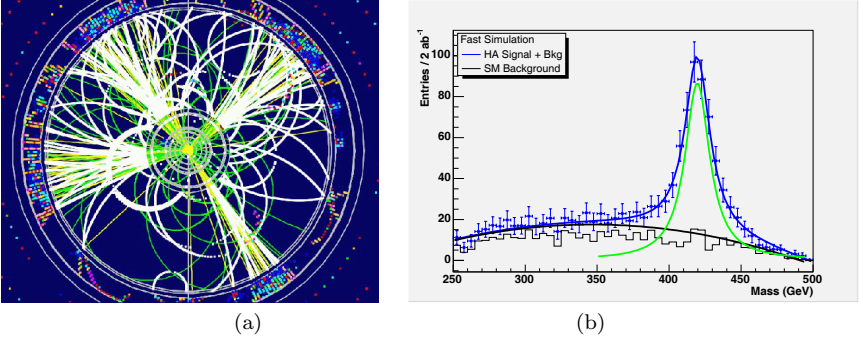 Entries / 2 ab⁻¹
100
80
60
40
20
0
Fast Simulation
HA Signal + Bkg
SM Background
250 300 350 400 450 500
Mass (GeV)
(a) (b)